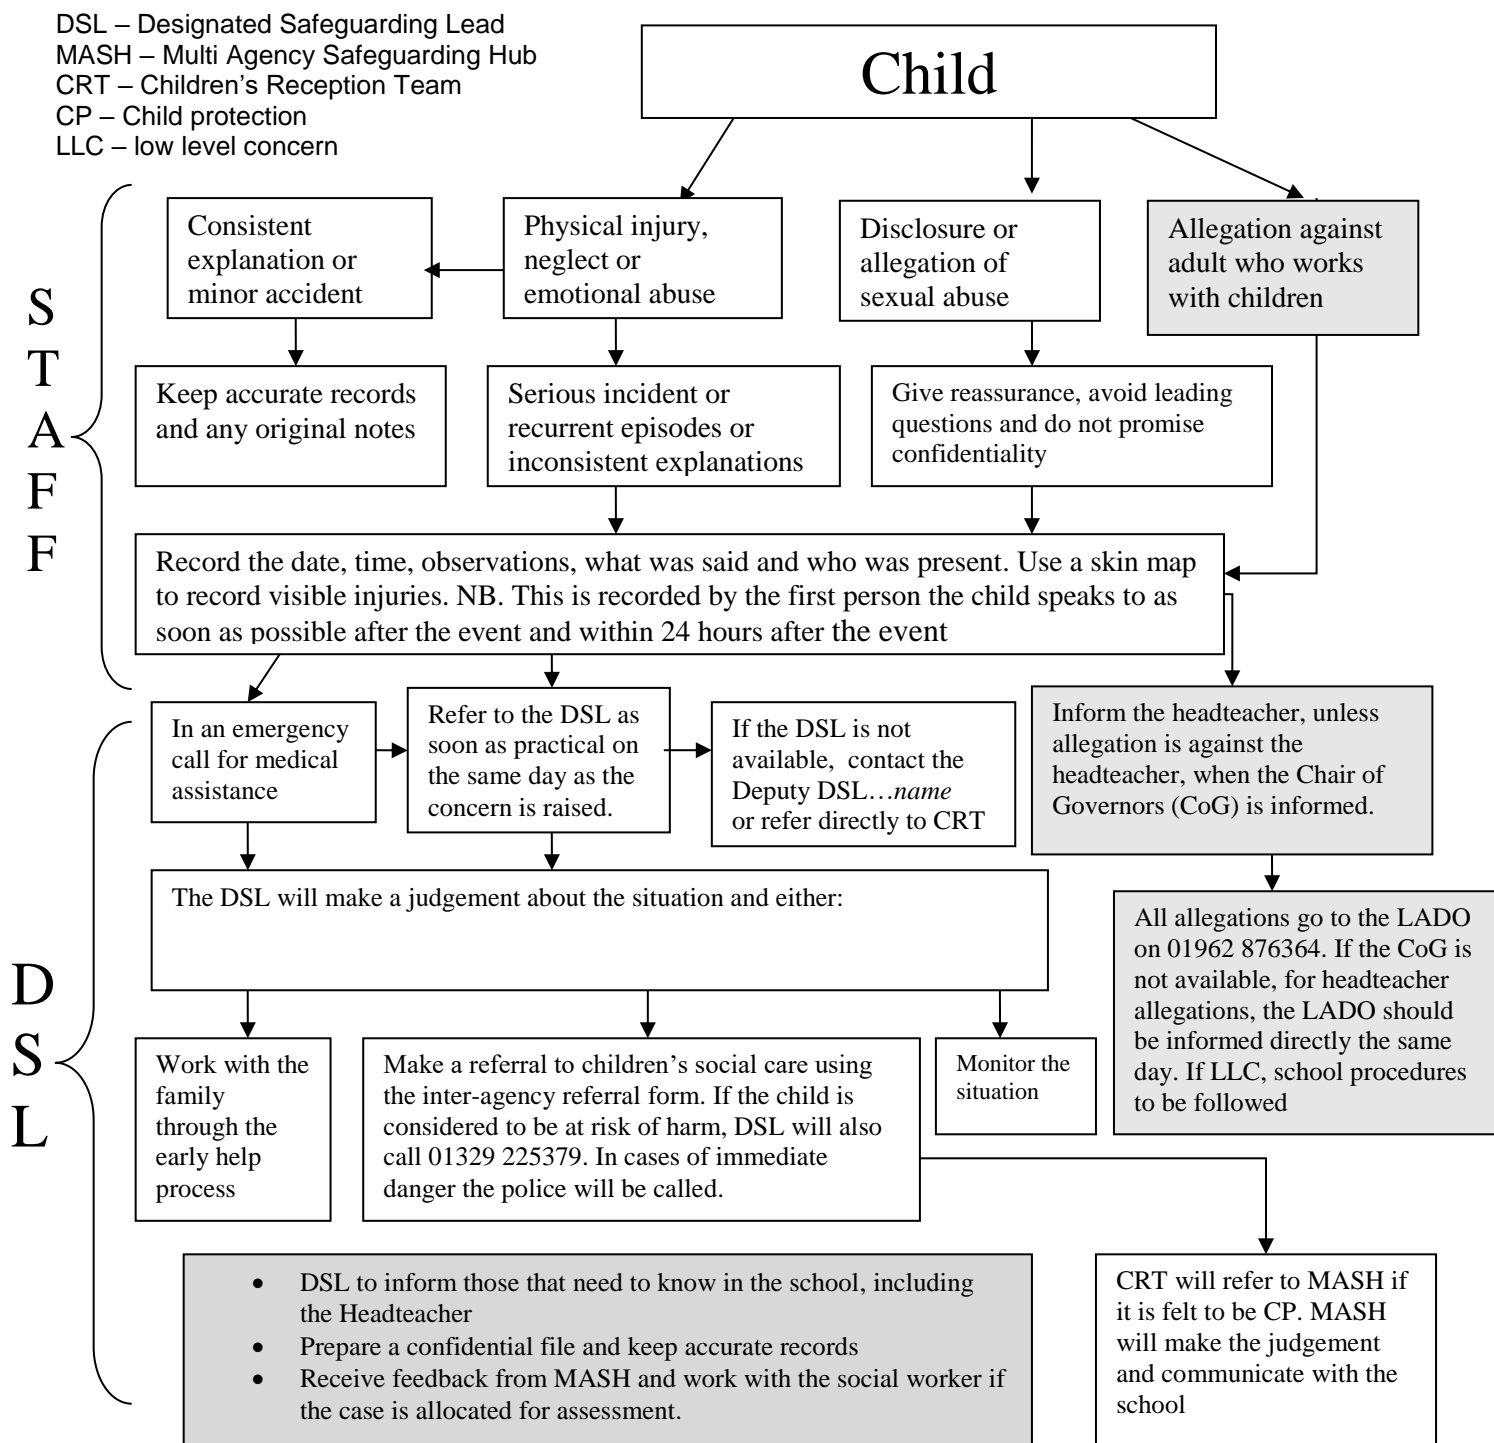 DSL – Designated Safeguarding Lead
MASH – Multi Agency Safeguarding Hub
CRT – Children's Reception Team
CP – Child protection
LLC – low level concern
Child
S
T
A
F
F
Consistent
explanation or
minor accident
Physical injury,
neglect or
emotional abuse
Disclosure or
allegation of
sexual abuse
Allegation against
adult who works
with children
Keep accurate records
and any original notes
Serious incident or
recurrent episodes or
inconsistent explanations
Give reassurance, avoid leading
questions and do not promise
confidentiality
Record the date, time, observations, what was said and who was present. Use a skin map
to record visible injuries. NB. This is recorded by the first person the child speaks to as
soon as possible after the event and within 24 hours after the event
D
S
L
In an emergency
call for medical
assistance
Refer to the DSL as
soon as practical on
the same day as the
concern is raised.
If the DSL is not
available, contact the
Deputy DSL…name
or refer directly to CRT
Inform the headteacher, unless
allegation is against the
headteacher, when the Chair of
Governors (CoG) is informed.
The DSL will make a judgement about the situation and either:
All allegations go to the LADO
on 01962 876364. If the CoG is
not available, for headteacher
allegations, the LADO should
be informed directly the same
day. If LLC, school procedures
to be followed
Work with the
family
through the
early help
process
Make a referral to children's social care using
the inter-agency referral form. If the child is
considered to be at risk of harm, DSL will also
call 01329 225379. In cases of immediate
danger the police will be called.
Monitor the
situation
• DSL to inform those that need to know in the school, including
the Headteacher
• Prepare a confidential file and keep accurate records
• Receive feedback from MASH and work with the social worker if
the case is allocated for assessment.
CRT will refer to MASH if
it is felt to be CP. MASH
will make the judgement
and communicate with the
school